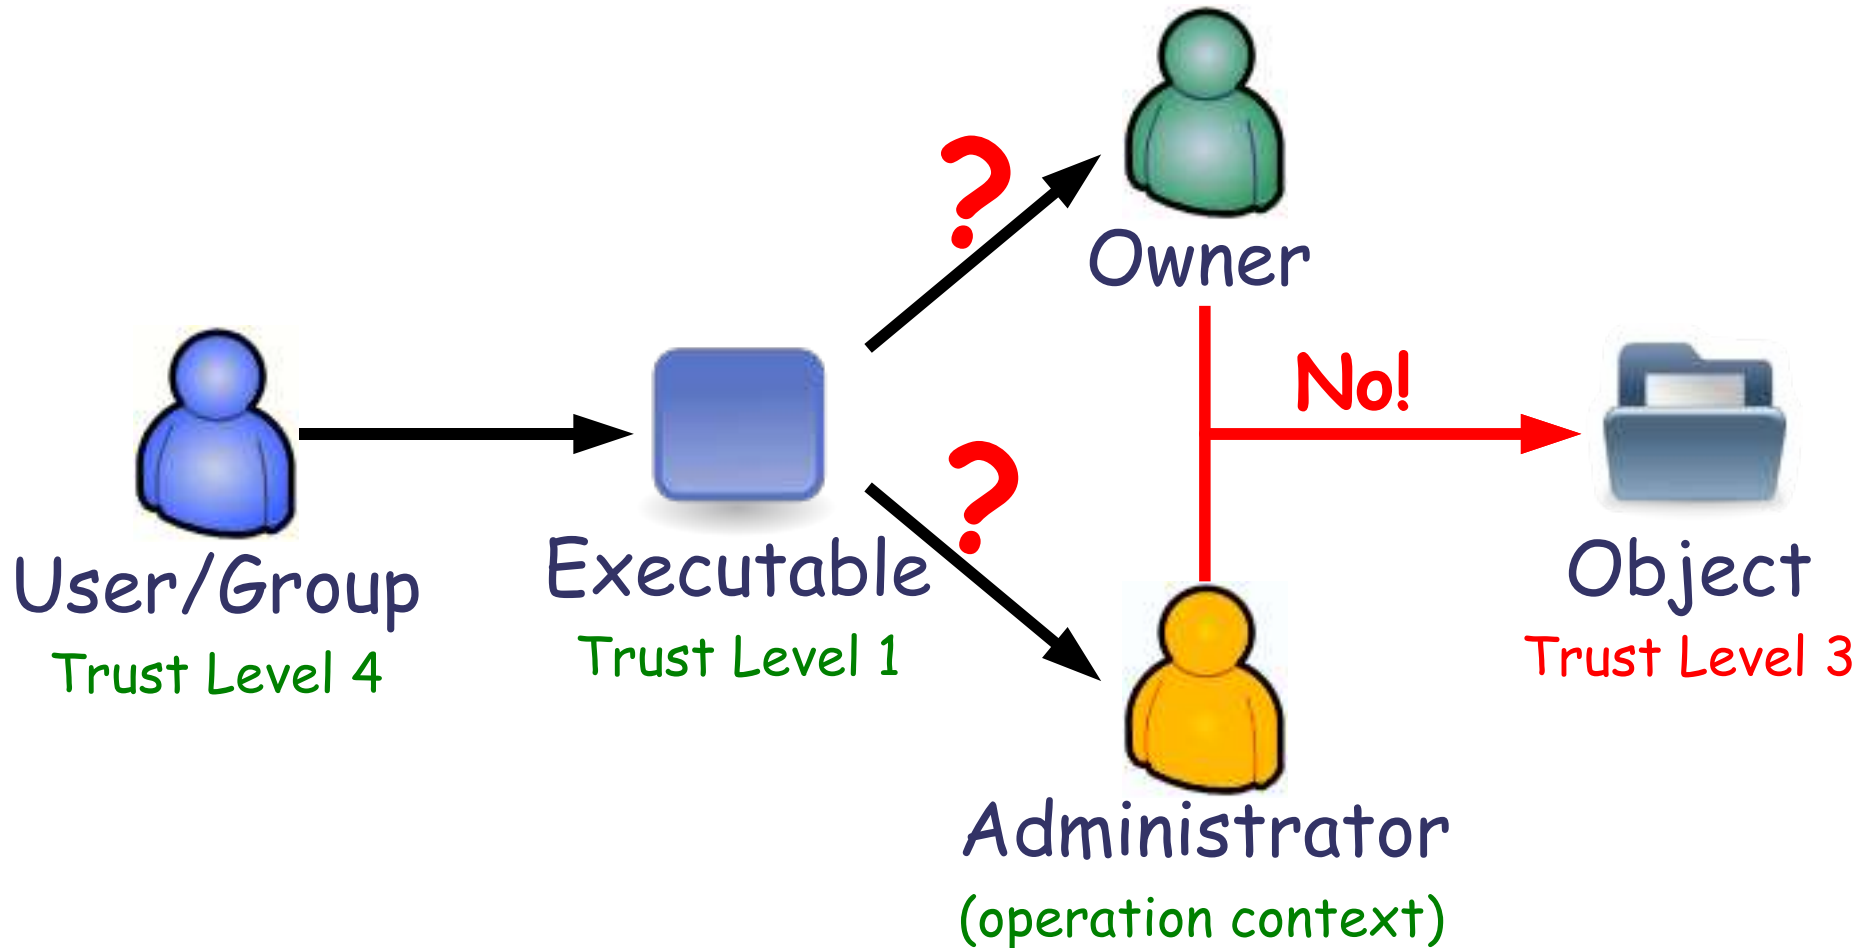 ?
Owner
No!
?
User/Group
Trust Level 4
Executable
Trust Level 1
Object
Trust Level 3
Administrator
(operation context)